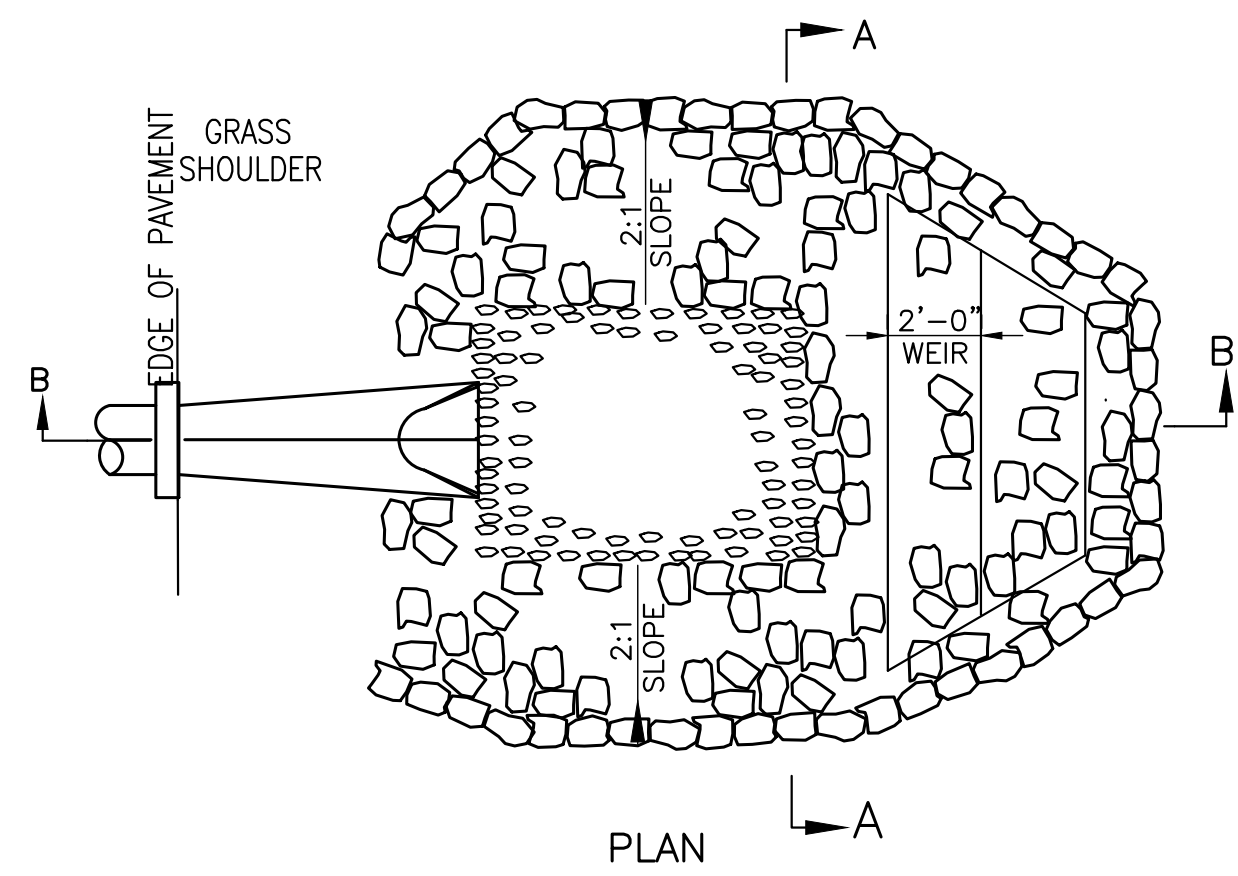 A
EDGE OF PAVEMENT
GRASS
SHOULDER
2:1
SLOPE
2'-0"
WEIR
B
B
2:1
SLOPE
A
PLAN